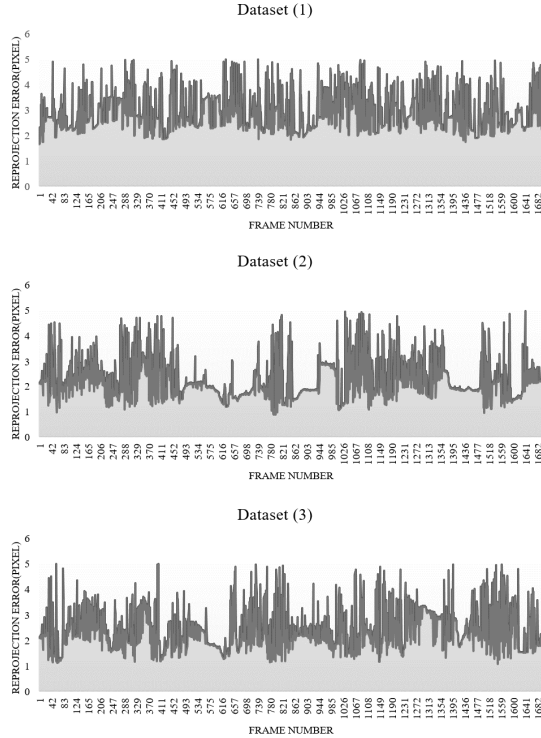 Dataset (1)
REPROJECTION ERROR(PIXEL)
6
5
4
3
2
1
0
1 42 83 124 165 206 247 288 329 370 411 452 493 534 575 616 657 698 739 780 821 862 903 944 985 1026 1067 1108 1149 1190 1231 1272 1313 1354 1395 1436 1477 1518 1559 1600 1641 1682
FRAME NUMBER
Dataset (2)
REPROJECTION ERROR(PIXEL)
6
5
4
3
2
1
0
1 42 83 124 165 206 247 288 329 370 411 452 493 534 575 616 657 698 739 780 821 862 903 944 985 1026 1067 1108 1149 1190 1231 1272 1313 1354 1395 1436 1477 1518 1559 1600 1641 1682
FRAME NUMBER
Dataset (3)
REPROJECTION ERROR(PIXEL)
6
5
4
3
2
1
0
1 42 83 124 165 206 247 288 329 370 411 452 493 534 575 616 657 698 739 780 821 862 903 944 985 1026 1067 1108 1149 1190 1231 1272 1313 1354 1395 1436 1477 1518 1559 1600 1641 1682
FRAME NUMBER